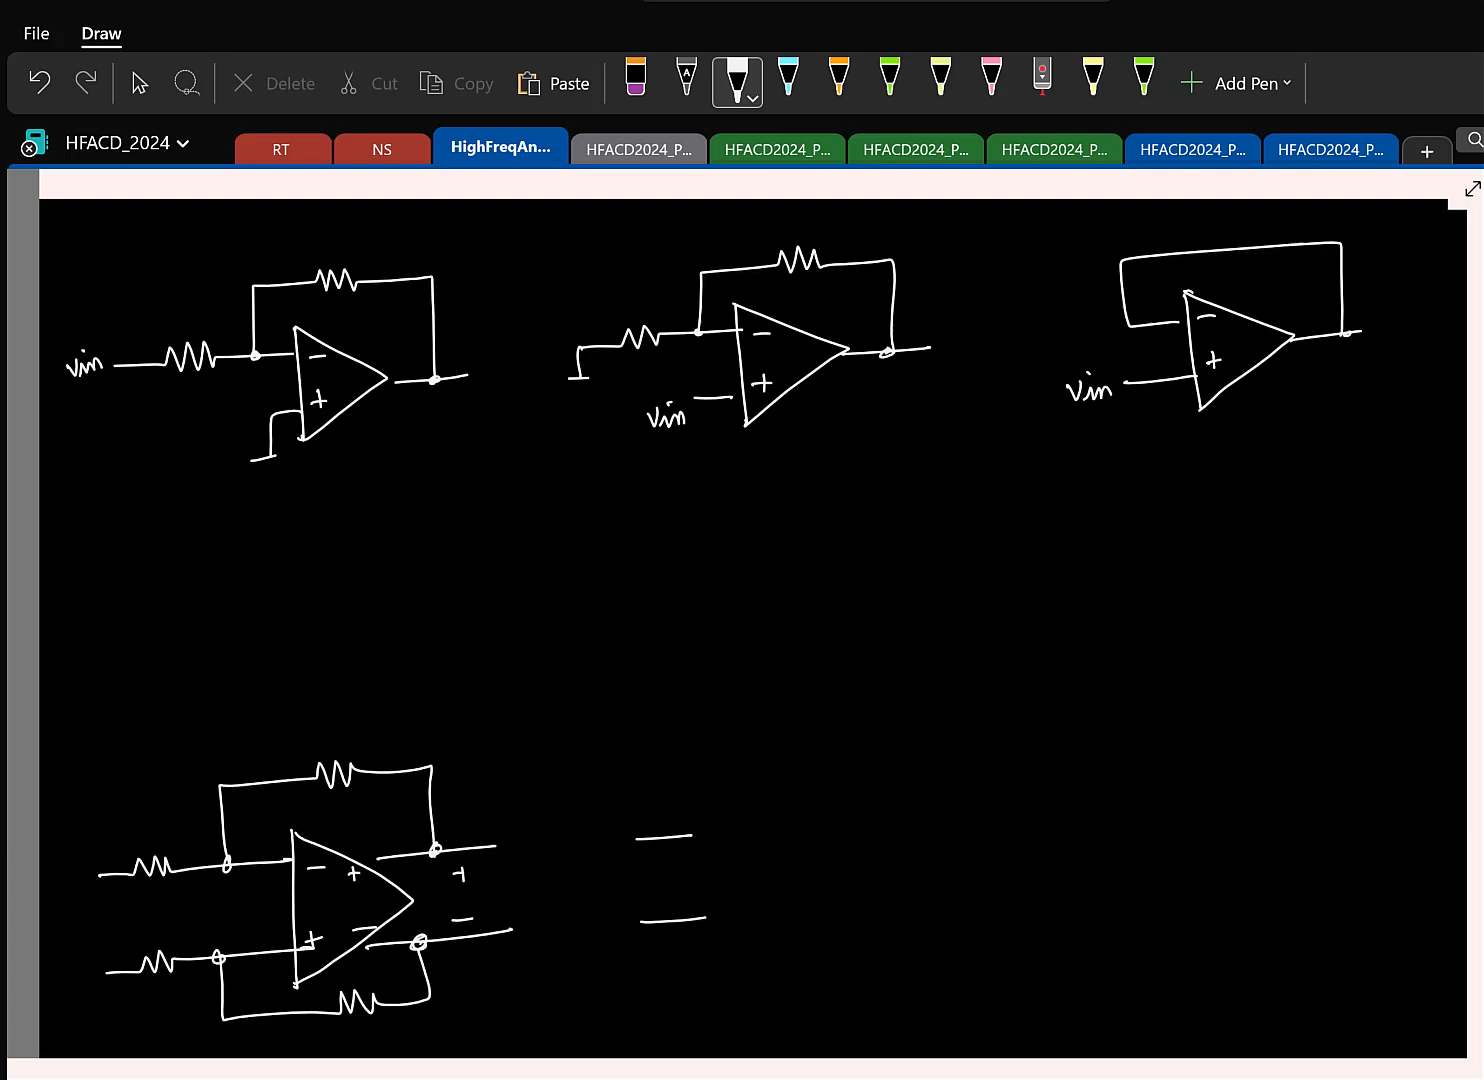 File Draw
Delete Cut Copy Paste A Add Pen
HFACD_2024 RT NS HighFreqAn... HFACD2024_P... HFACD2024_P... HFACD2024_P... HFACD2024_P... HFACD2024_P... HFACD2024_P... +
vin - +
vin - +
vin - +
- + +
+ - -